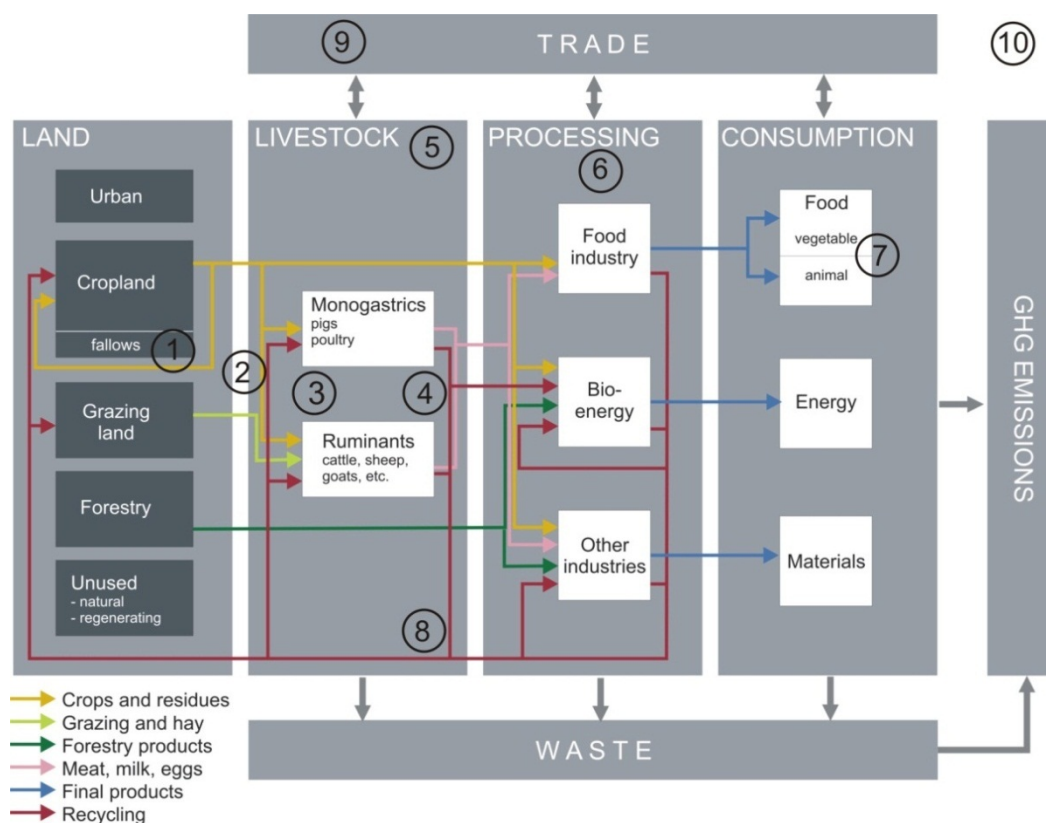 9
TRADE
10
LAND
LIVESTOCK
5
PROCESSING
6
CONSUMPTION
Urban
Cropland
fallows
1
2
Grazing
land
Forestry
Unused
- natural
- regenerating
Monogastrics
pigs
poultry
3
4
Ruminants
cattle, sheep,
goats, etc.
8
Food
industry
Bio-
energy
Other
industries
Food
vegetable
7
animal
Energy
Materials
GHG EMISSIONS
Crops and residues
Grazing and hay
Forestry products
Meat, milk, eggs
Final products
Recycling
WASTE